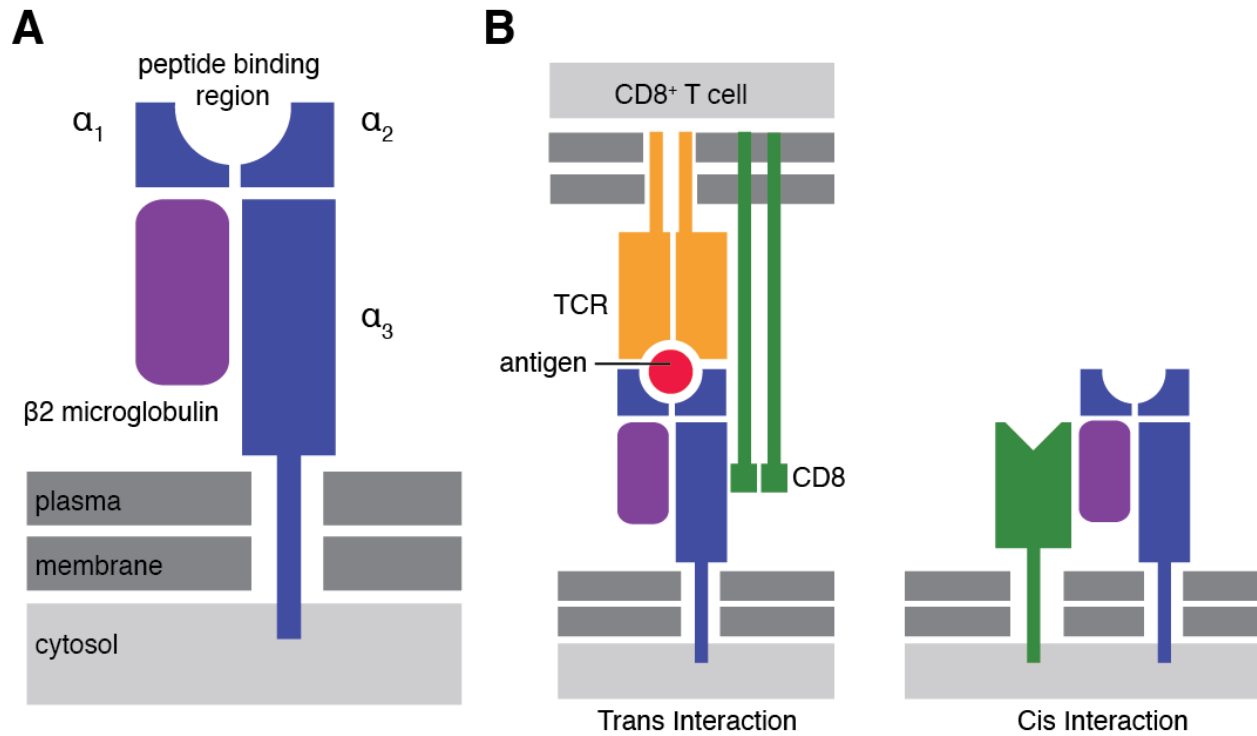 A
peptide binding
region
α₁
α₂
α₃
β2 microglobulin
plasma
membrane
cytosol
B
CD8⁺ T cell
TCR
antigen
CD8
Trans Interaction
Cis Interaction